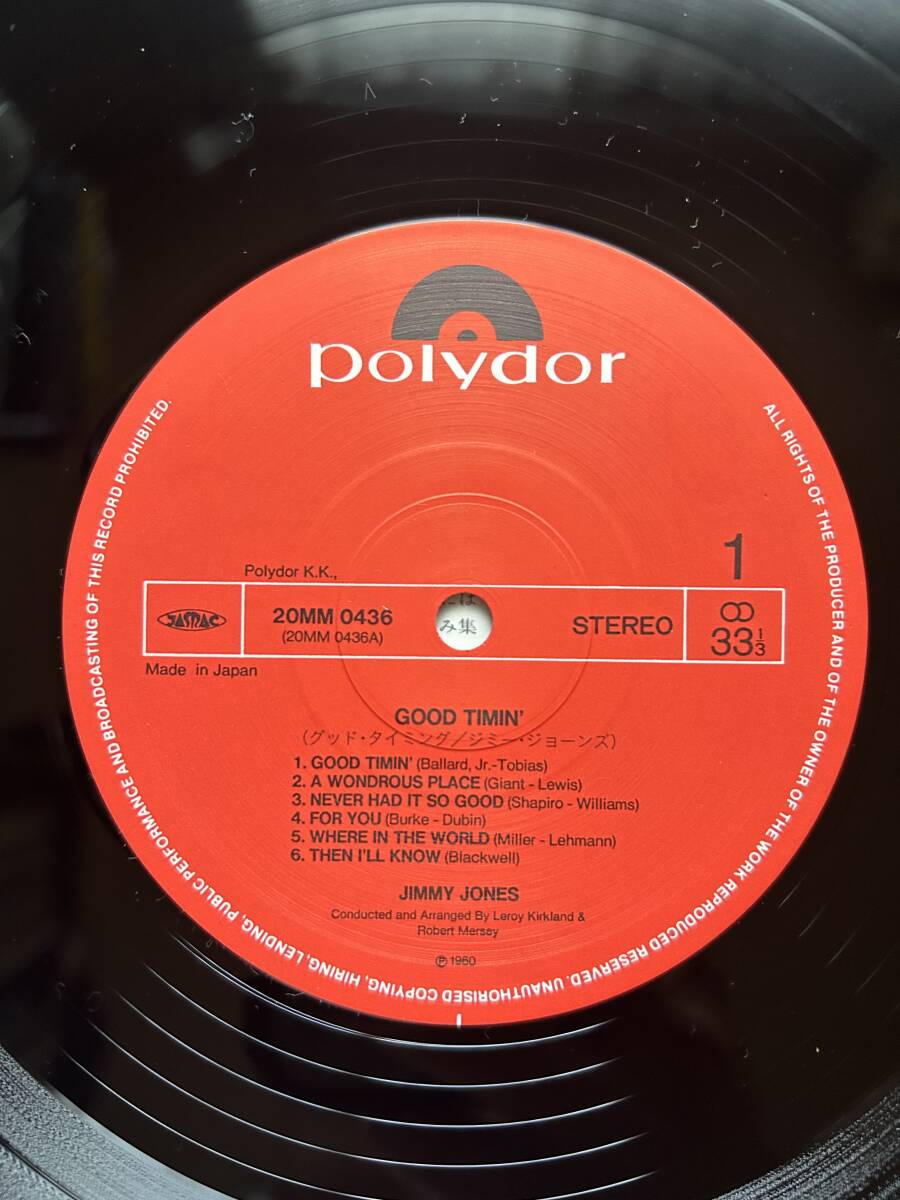 polydor
ALL RIGHTS OF THE PRODUCER AND OF THE OWNER OF THE WORK REPRODUCED RESERVED. UNAUTHORISED COPYING, HIRING, LENDING, PUBLIC PERFORMANCE AND BROADCASTING OF THIS RECORD PROHIBITED.
1
Polydor K.K.,
JASRAC
20MM 0436
(20MM 0436A)
み集
STEREO
33 1/3
Made in Japan
GOOD TIMIN'
(グッド・タイミング/ジミー・ジョーンズ)
1. GOOD TIMIN' (Ballard, Jr.-Tobias)
2. A WONDROUS PLACE (Giant - Lewis)
3. NEVER HAD IT SO GOOD (Shapiro - Williams)
4. FOR YOU (Burke - Dubin)
5. WHERE IN THE WORLD (Miller - Lehmann)
6. THEN I'LL KNOW (Blackwell)
JIMMY JONES
Conducted and Arranged By Leroy Kirkland &
Robert Mersey
℗ 1960